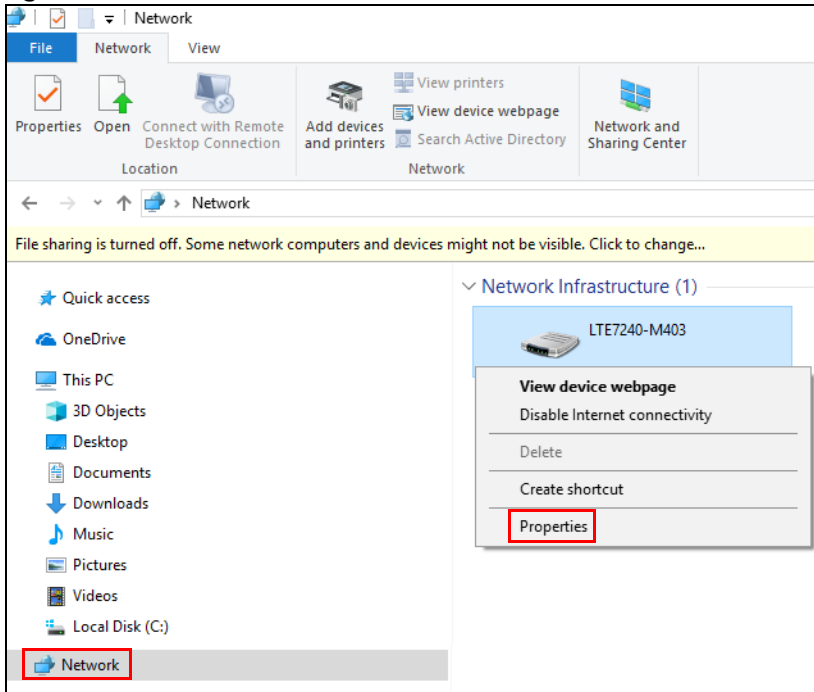 Network
File Network View
Properties Open Connect with Remote Desktop Connection
Location
Add devices and printers
View printers
View device webpage
Search Active Directory
Network
Network and Sharing Center
Network
File sharing is turned off. Some network computers and devices might not be visible. Click to change...
Quick access
OneDrive
This PC
3D Objects
Desktop
Documents
Downloads
Music
Pictures
Videos
Local Disk (C:)
Network
Network Infrastructure (1)
LTE7240-M403
View device webpage
Disable Internet connectivity
Delete
Create shortcut
Properties